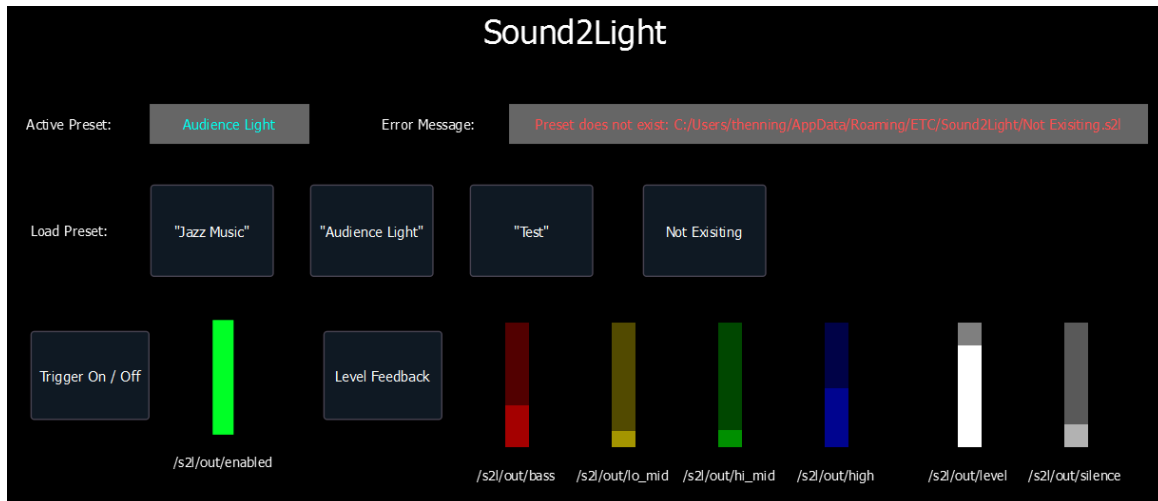 Sound2Light
Active Preset:
Audience Light
Error Message:
Preset does not exist: C:/Users/thenning/AppData/Roaming/ETC/Sound2Light/Not Exisiting.s2l
Load Preset:
"Jazz Music"
"Audience Light"
"Test"
Not Exisiting
Trigger On / Off
Level Feedback
/s2l/out/enabled
/s2l/out/bass
/s2l/out/lo_mid
/s2l/out/hi_mid
/s2l/out/high
/s2l/out/level
/s2l/out/silence